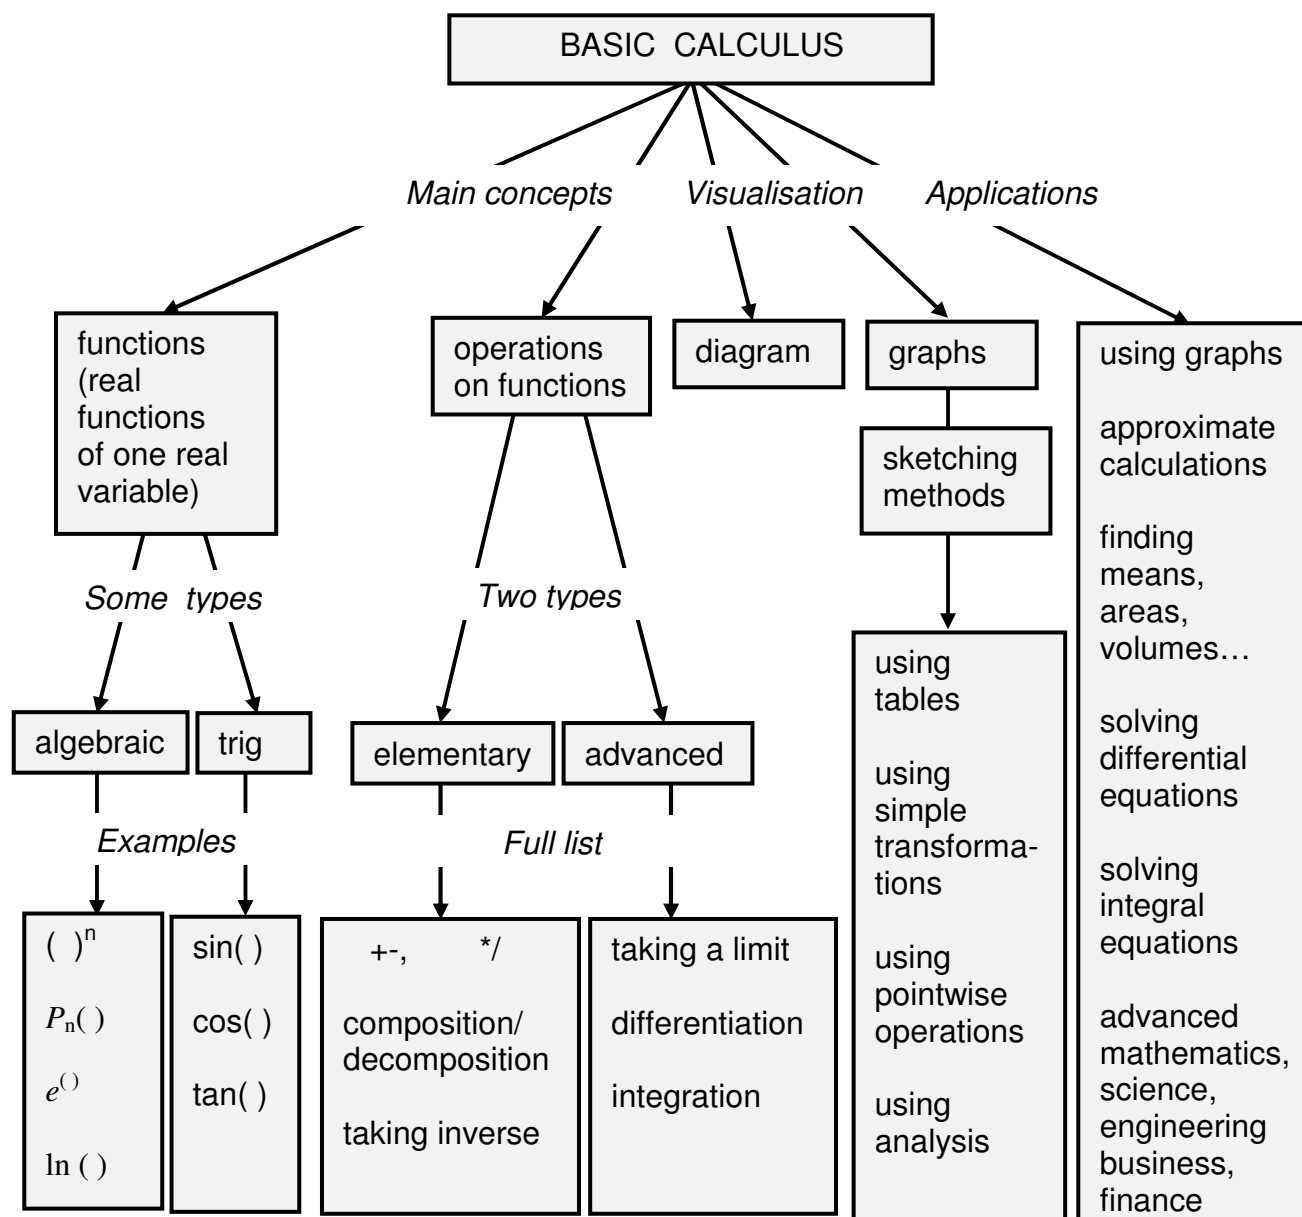 BASIC CALCULUS
Main concepts
Visualisation
Applications
functions
(real
functions
of one real
variable)
operations
on functions
diagram
graphs
sketching
methods
using graphs
approximate
calculations
finding
means,
areas,
volumes…
solving
differential
equations
solving
integral
equations
advanced
mathematics,
science,
engineering
business,
finance
Some types
Two types
algebraic
trig
elementary
advanced
using
tables
using
simple
transforma-
tions
using
pointwise
operations
using
analysis
Examples
Full list
( )ⁿ
Pₙ( )
e⁽ ⁾
ln ( )
sin( )
cos( )
tan( )
+-, */
composition/
decomposition
taking inverse
taking a limit
differentiation
integration